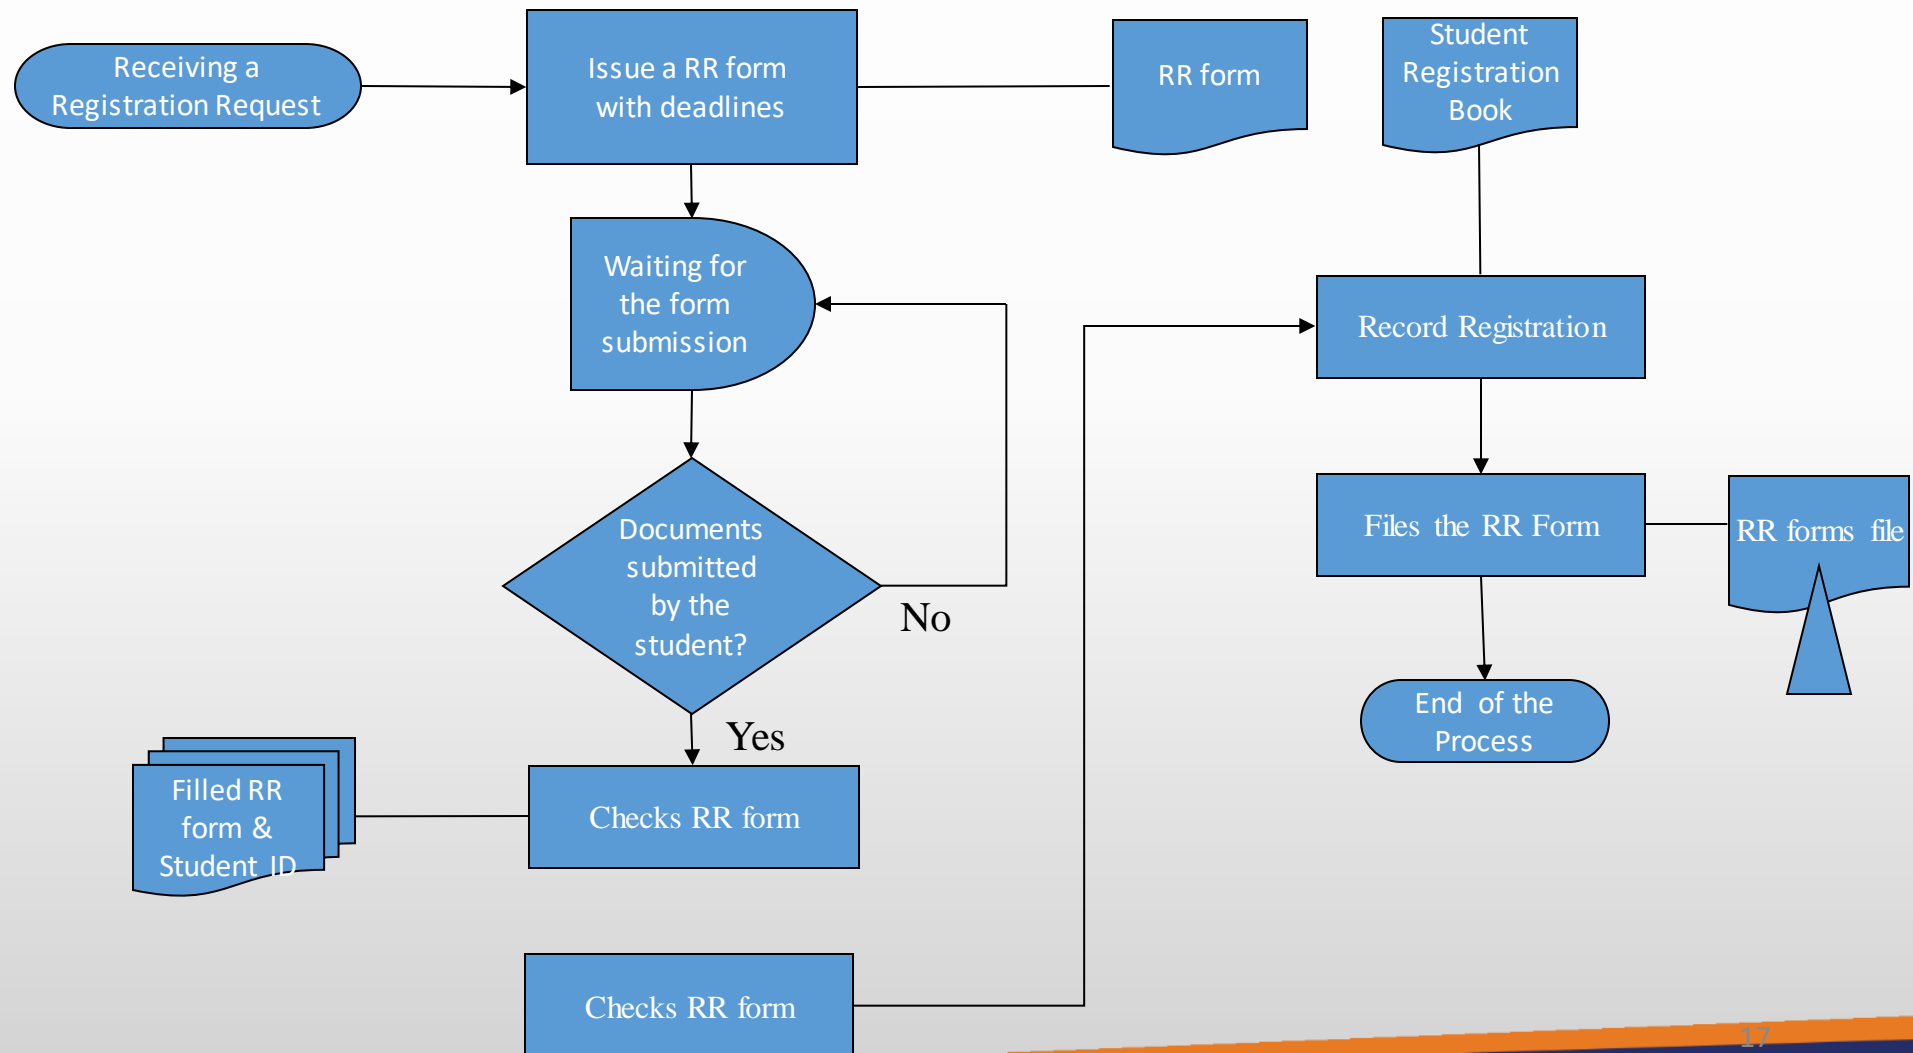 Receiving a
Registration Request
Issue a RR form
with deadlines
RR form
Student
Registration
Book
Waiting for
the form
submission
Record Registration
Documents
submitted
by the
student?
No
Yes
Files the RR Form
RR forms file
End of the
Process
Filled RR
form &
Student ID
Checks RR form
Checks RR form
17